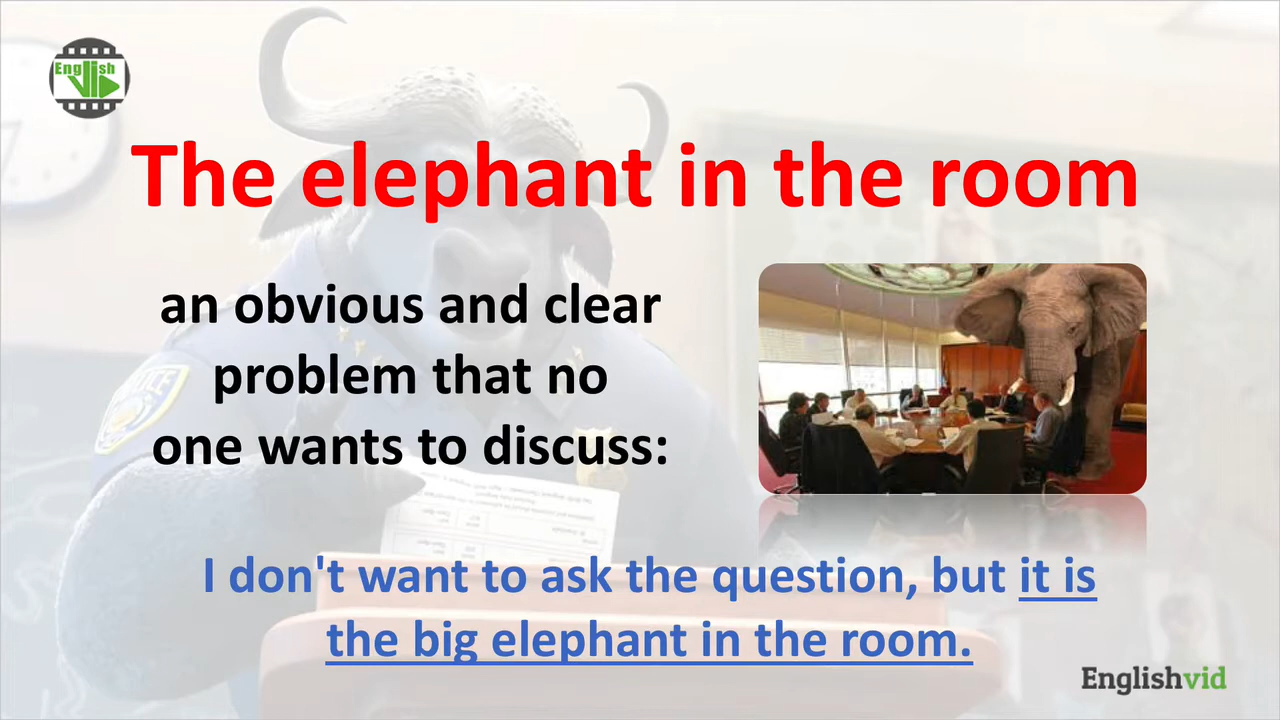 English
The elephant in the room
an obvious and clear
problem that no
one wants to discuss:
I don't want to ask the question, but it is
the big elephant in the room.
Englishvid